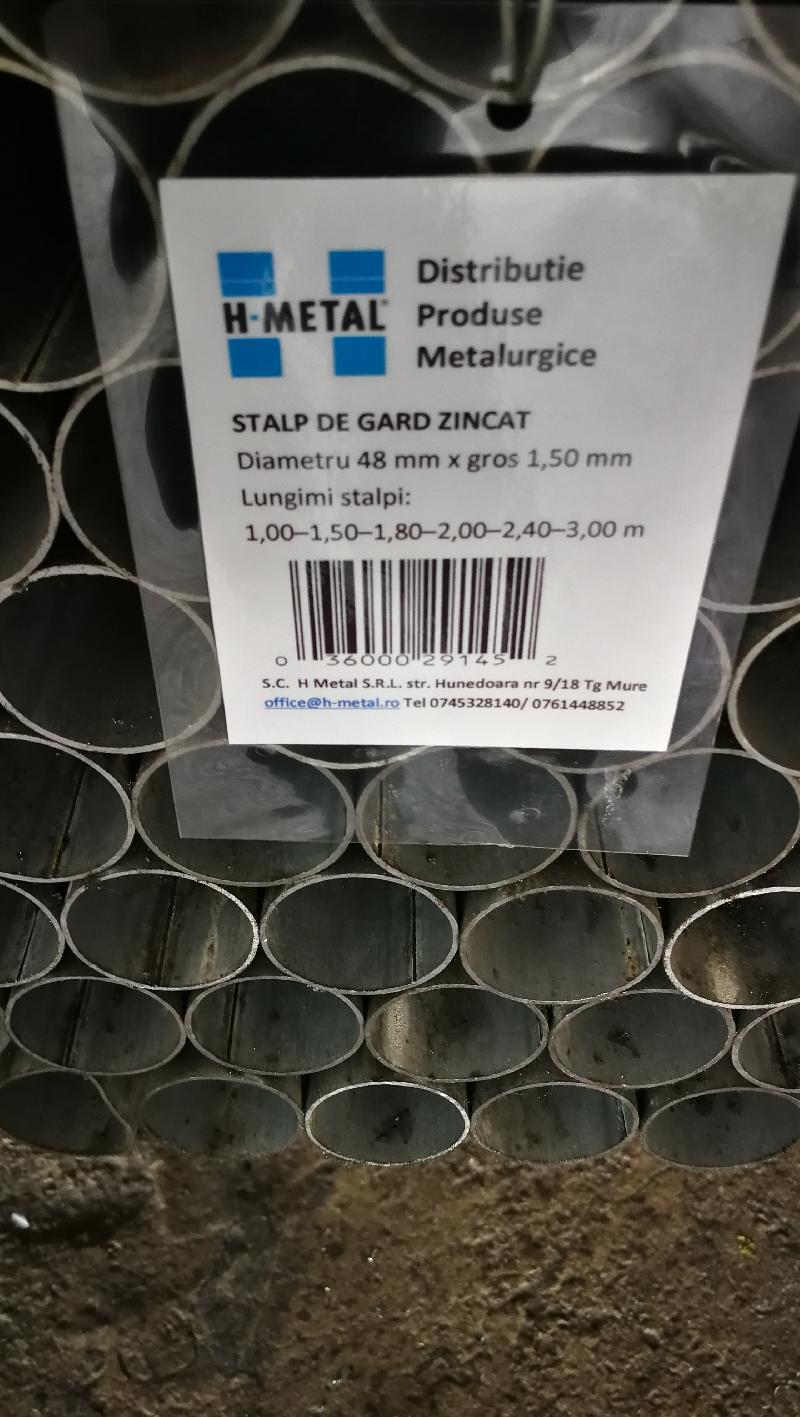 H-METAL
Distributie
Produse
Metalurgice
STALP DE GARD ZINCAT
Diametru 48 mm x gros 1,50 mm
Lungimi stalpi:
1,00–1,50–1,80–2,00–2,40–3,00 m
0 36000 29145 2
S.C. H Metal S.R.L. str. Hunedoara nr 9/18 Tg Mure
office@h-metal.ro Tel 0745328140/ 0761448852